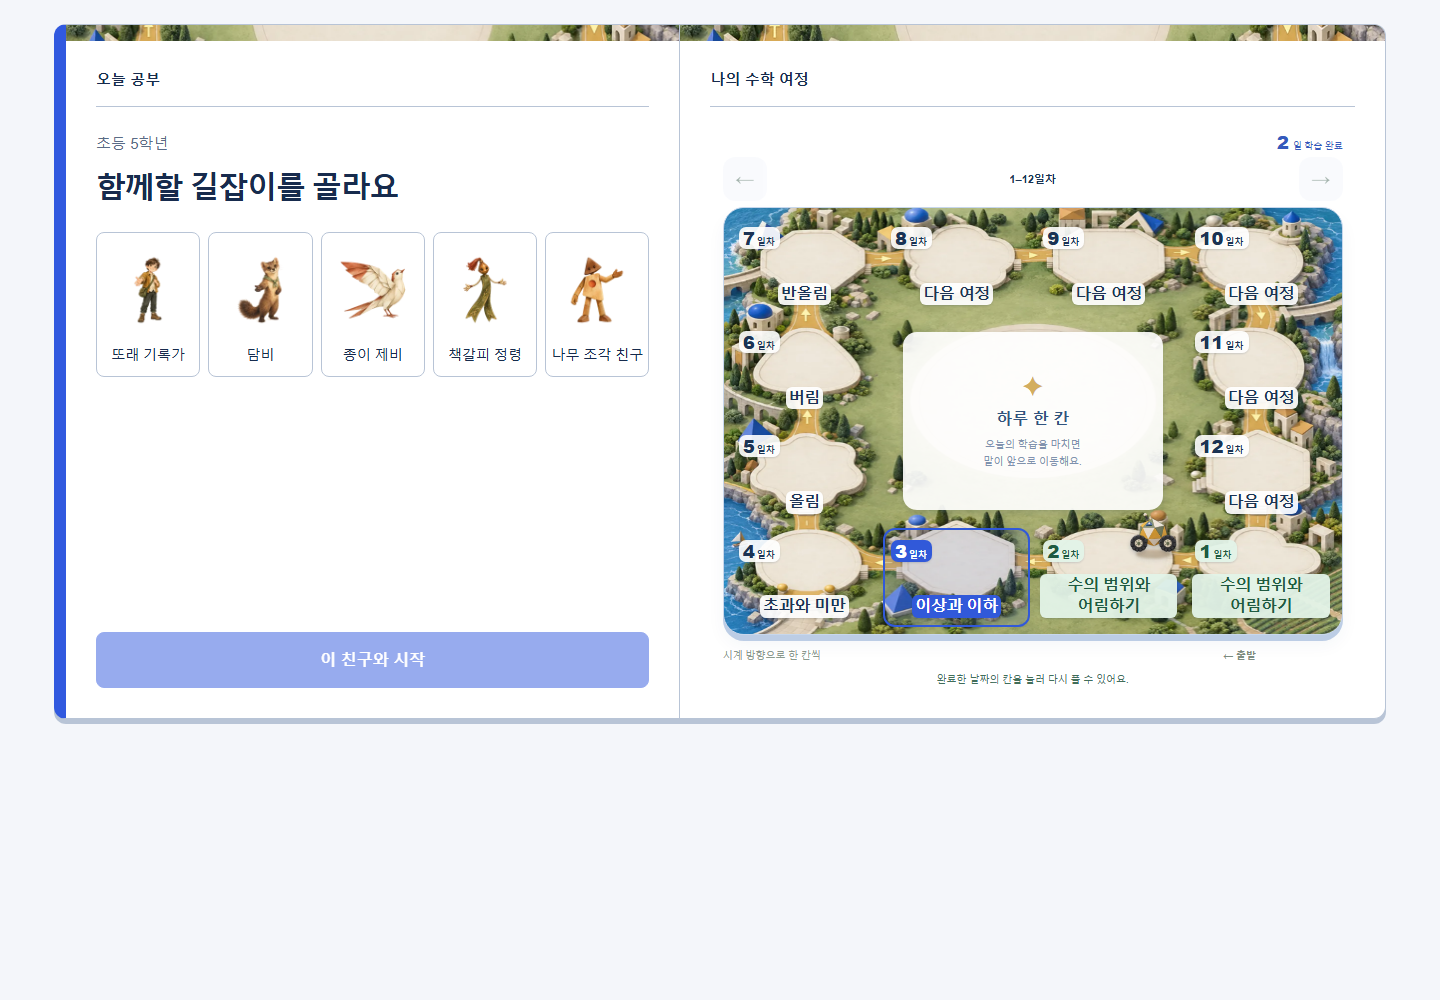 오늘 공부
초등 5학년
함께할 길잡이를 골라요
또래 기록가
담비
종이 제비
책갈피 정령
나무 조각 친구
이 친구와 시작
나의 수학 여정
2 일 학습 완료
←
1–12일차
→
7 일차
반올림
8 일차
다음 여정
9 일차
다음 여정
10 일차
다음 여정
6 일차
버림
11 일차
다음 여정
하루 한 칸
오늘의 학습을 마치면
말이 앞으로 이동해요.
5 일차
올림
12 일차
다음 여정
4 일차
초과와 미만
3 일차
이상과 이하
2 일차
수의 범위와
어림하기
1 일차
수의 범위와
어림하기
시계 방향으로 한 칸씩
← 출발
완료한 날짜의 칸을 눌러 다시 풀 수 있어요.